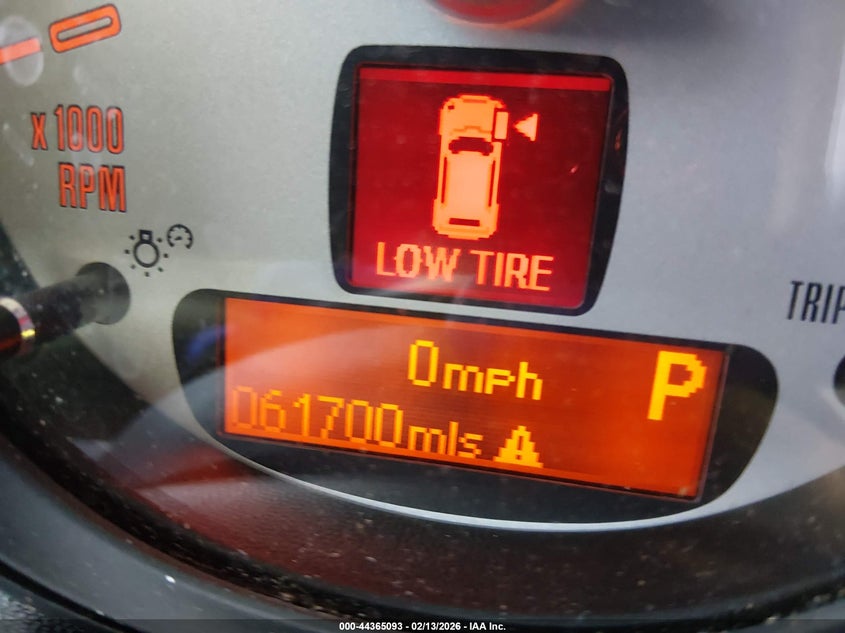 x 1000
RPM
LOW TIRE
TRIP
0mph
P
061700mls
000-44365093 - 02/13/2026 - IAA Inc.